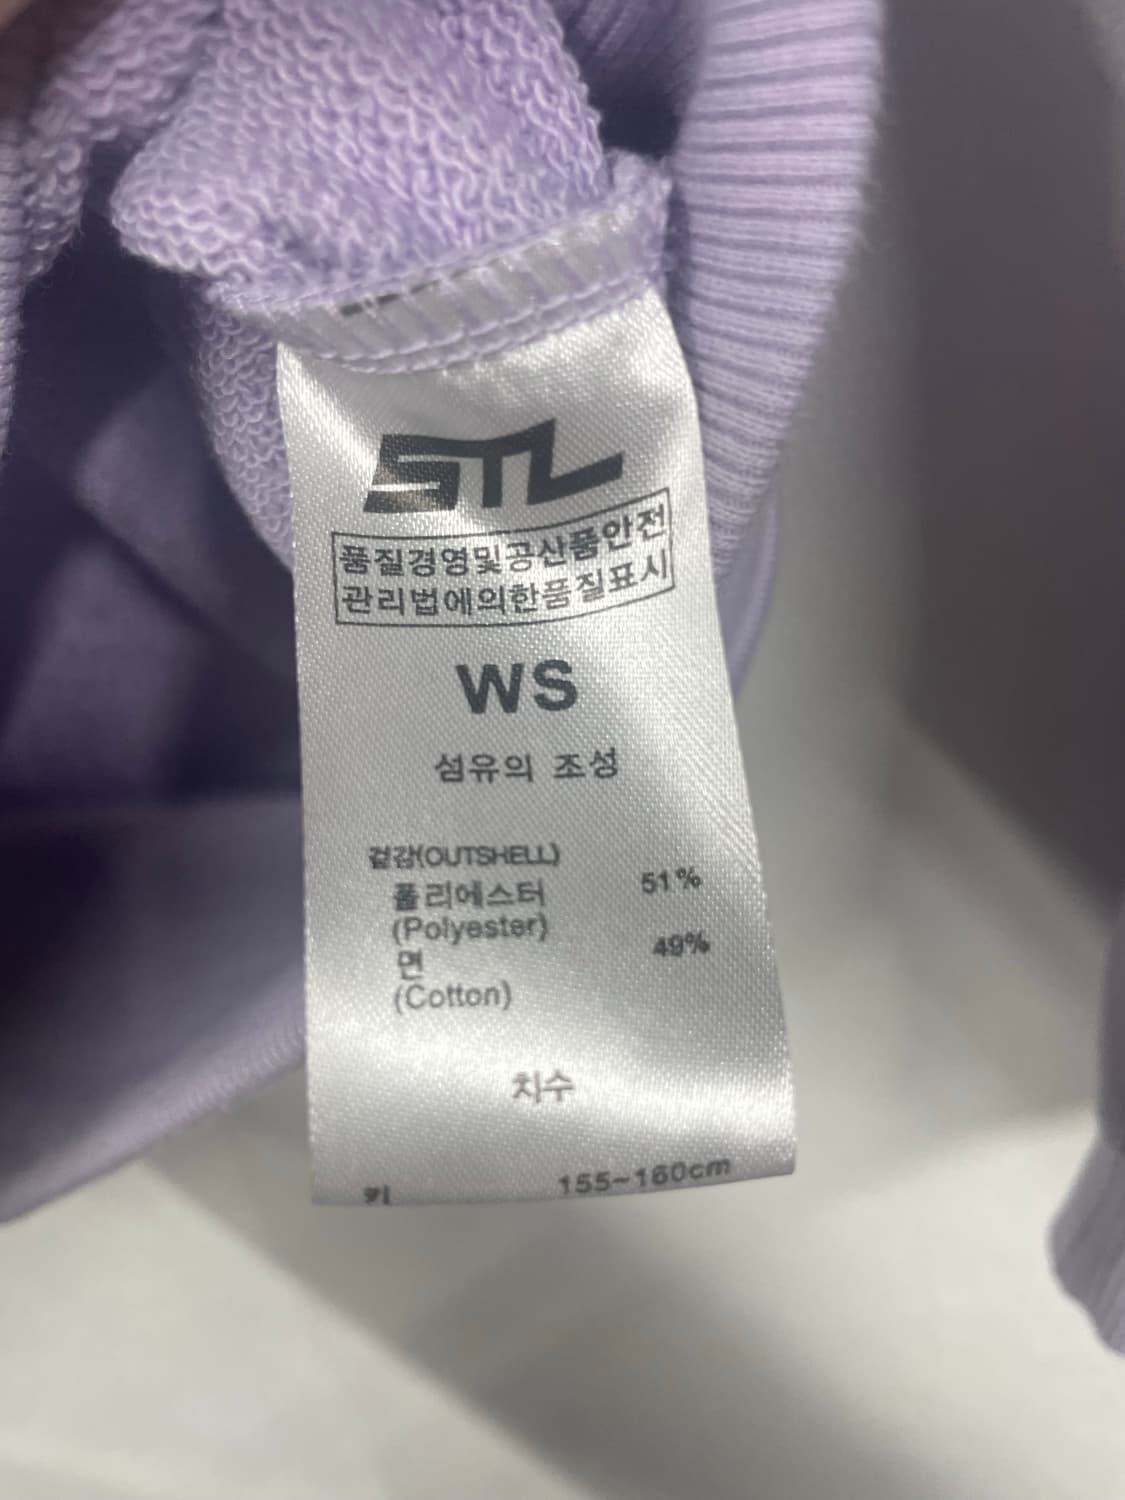 STL
품질경영및공산품안전
관리법에의한품질표시
WS
섬유의 조성
겉감(OUTSHELL)
폴리에스터 51%
(Polyester)
면 49%
(Cotton)
치수
키 155~160cm